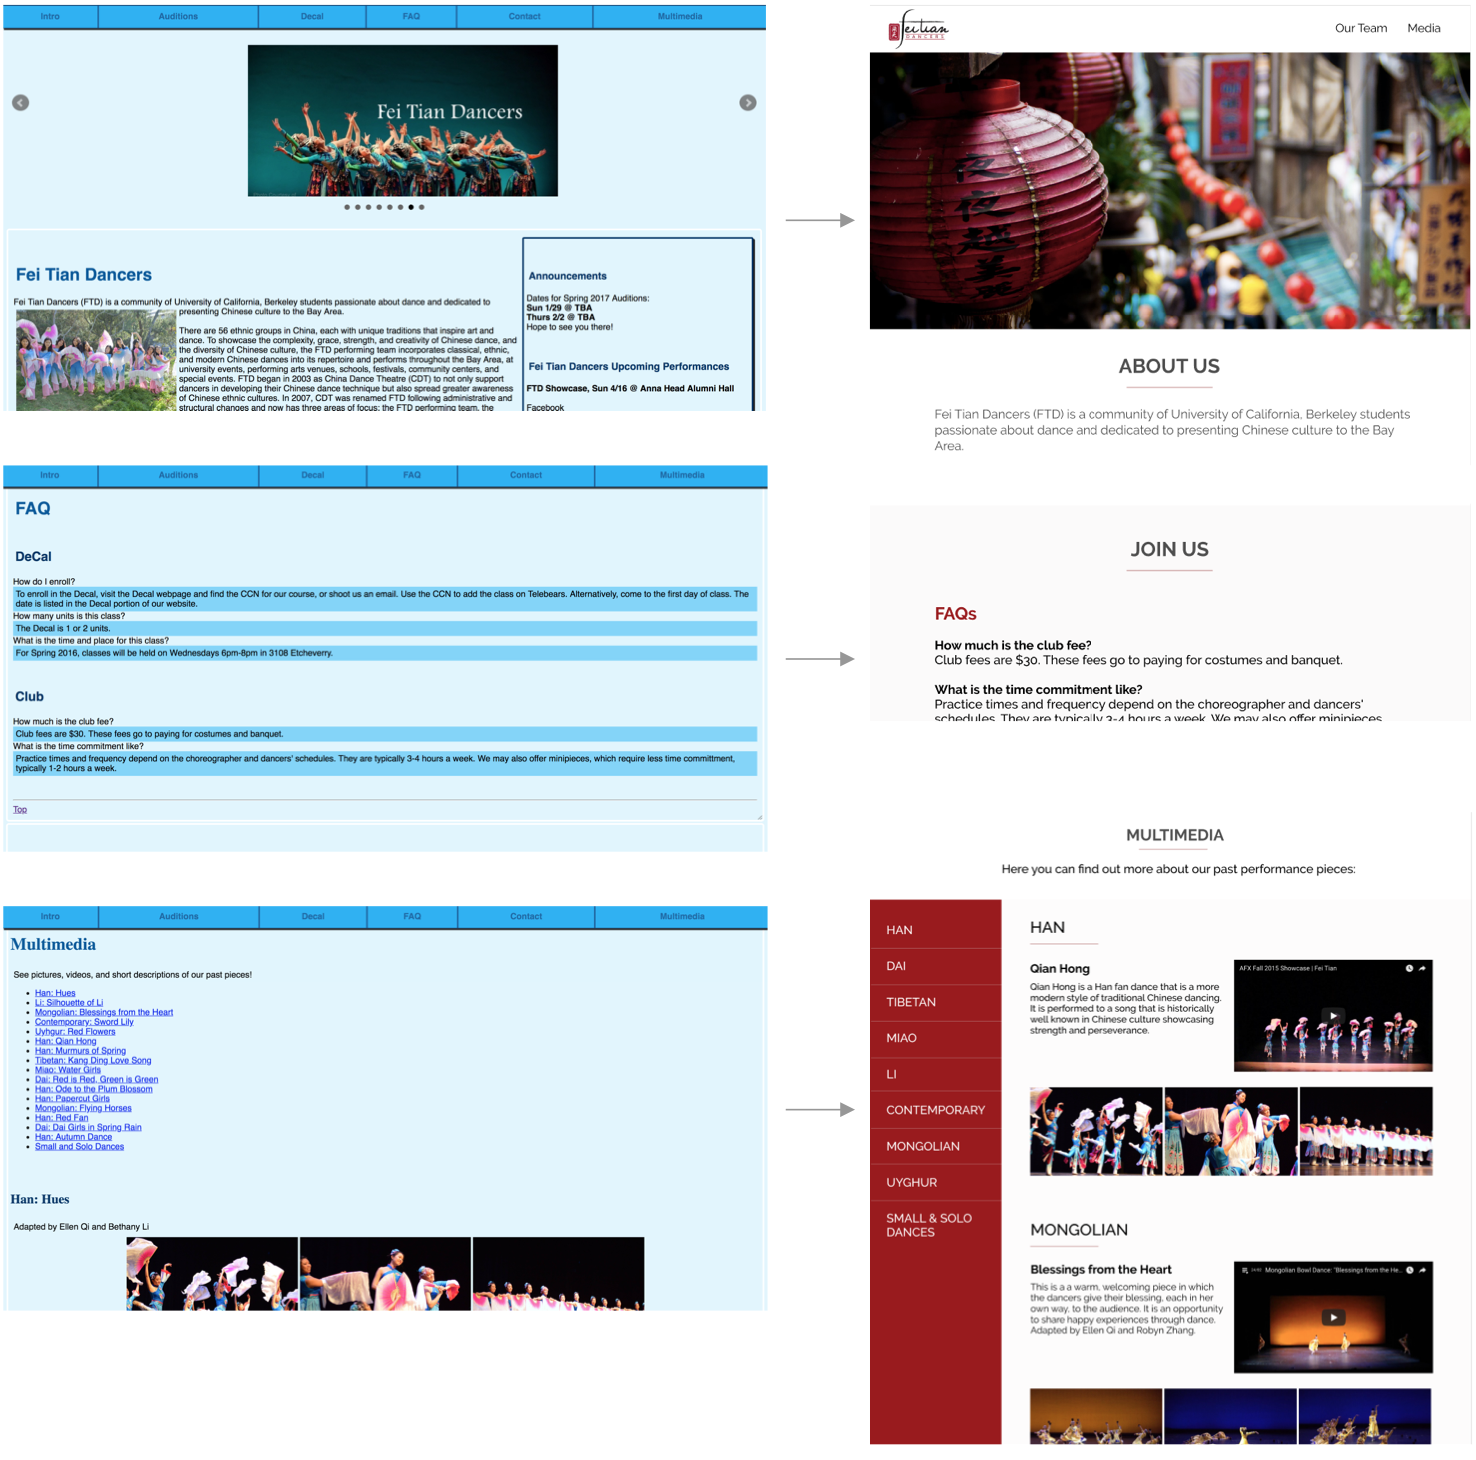 Intro
Auditions
Decal
FAQ
Contact
Multimedia
Fei Tian Dancers
Fei Tian Dancers
Fei Tian Dancers (FTD) is a community of University of California, Berkeley students passionate about dance and dedicated to
presenting Chinese culture to the Bay Area.
There are 56 ethnic groups in China, each with unique traditions that inspire art and
dance. To showcase the complexity, grace, strength, and creativity of Chinese dance, and
the diversity of Chinese culture, the FTD performing team incorporates classical, ethnic,
and modern Chinese dances into its repertoire and performs throughout the Bay Area, at
university events, performing arts venues, schools, festivals, community centers, and
special events. FTD began in 2003 as China Dance Theatre (CDT) to not only support
dancers in developing their Chinese dance technique but also spread greater awareness
of Chinese ethnic cultures. In 2007, CDT was renamed FTD following administrative and
structural changes and now has three areas of focus: the FTD performing team, the
Announcements
Dates for Spring 2017 Auditions:
Sun 1/29 @ TBA
Thurs 2/2 @ TBA
Hope to see you there!
Fei Tian Dancers Upcoming Performances
FTD Showcase, Sun 4/16 @ Anna Head Alumni Hall
Facebook
fei tian
DANCERS
Our Team
Media
夜
越
ABOUT US
Fei Tian Dancers (FTD) is a community of University of California, Berkeley students
passionate about dance and dedicated to presenting Chinese culture to the Bay
Area.
Intro
Auditions
Decal
FAQ
Contact
Multimedia
FAQ
DeCal
How do I enroll?
To enroll in the Decal, visit the Decal webpage and find the CCN for our course, or shoot us an email. Use the CCN to add the class on Telebears. Alternatively, come to the first day of class. The
date is listed in the Decal portion of our website.
How many units is this class?
The Decal is 1 or 2 units.
What is the time and place for this class?
For Spring 2016, classes will be held on Wednesdays 6pm-8pm in 3108 Etcheverry.
Club
How much is the club fee?
Club fees are $30. These fees go to paying for costumes and banquet.
What is the time commitment like?
Practice times and frequency depend on the choreographer and dancers' schedules. They are typically 3-4 hours a week. We may also offer minipieces, which require less time committment,
typically 1-2 hours a week.
Top
JOIN US
FAQs
How much is the club fee?
Club fees are $30. These fees go to paying for costumes and banquet.
What is the time commitment like?
Practice times and frequency depend on the choreographer and dancers'
schedules. They are typically 3-4 hours a week. We may also offer minipieces
Intro
Auditions
Decal
FAQ
Contact
Multimedia
Multimedia
See pictures, videos, and short descriptions of our past pieces!
Han: Hues
Li: Silhouette of Li
Mongolian: Blessings from the Heart
Contemporary: Sword Lily
Uyhgur: Red Flowers
Han: Qian Hong
Han: Murmurs of Spring
Tibetan: Kang Ding Love Song
Miao: Water Girls
Dai: Red is Red, Green is Green
Han: Ode to the Plum Blossom
Han: Papercut Girls
Mongolian: Flying Horses
Han: Red Fan
Dai: Dai Girls in Spring Rain
Han: Autumn Dance
Small and Solo Dances
Han: Hues
Adapted by Ellen Qi and Bethany Li
MULTIMEDIA
Here you can find out more about our past performance pieces:
HAN
DAI
TIBETAN
MIAO
LI
CONTEMPORARY
MONGOLIAN
UYGHUR
SMALL & SOLO
DANCES
HAN
Qian Hong
Qian Hong is a Han fan dance that is a more
modern style of traditional Chinese dancing.
It is performed to a song that is historically
well known in Chinese culture showcasing
strength and perseverance.
AFX Fall 2015 Showcase | Fei Tian
MONGOLIAN
Blessings from the Heart
This is a a warm, welcoming piece in which
the dancers give their blessing, each in her
own way, to the audience. It is an opportunity
to share happy experiences through dance.
Adapted by Ellen Qi and Robyn Zhang.
Mongolian Bowl Dance: "Blessings from the He...